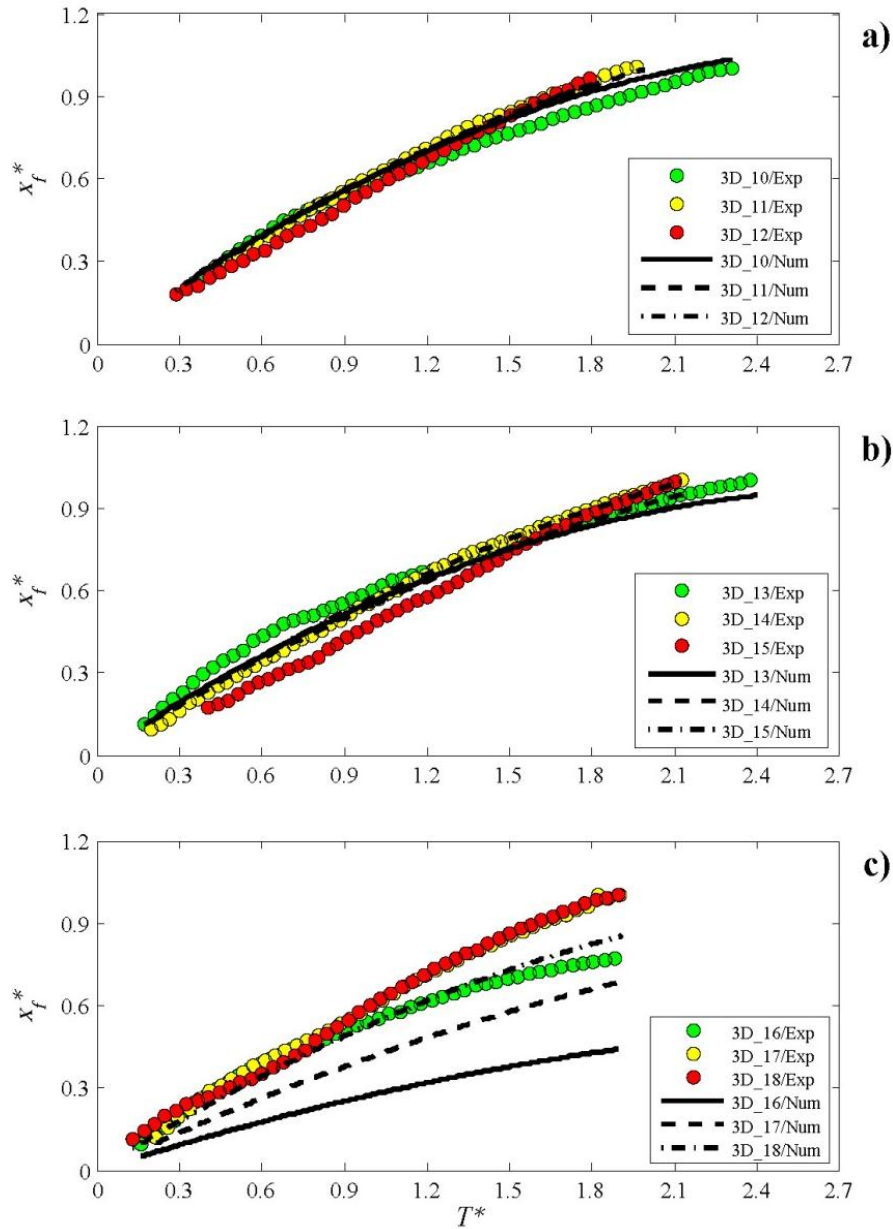 a)
1.2
0.9
0.6
0.3
0
x_f*
0 0.3 0.6 0.9 1.2 1.5 1.8 2.1 2.4 2.7
3D_10/Exp
3D_11/Exp
3D_12/Exp
3D_10/Num
3D_11/Num
3D_12/Num
b)
1.2
0.9
0.6
0.3
0
x_f*
0 0.3 0.6 0.9 1.2 1.5 1.8 2.1 2.4 2.7
3D_13/Exp
3D_14/Exp
3D_15/Exp
3D_13/Num
3D_14/Num
3D_15/Num
c)
1.2
0.9
0.6
0.3
0
x_f*
0 0.3 0.6 0.9 1.2 1.5 1.8 2.1 2.4 2.7
3D_16/Exp
3D_17/Exp
3D_18/Exp
3D_16/Num
3D_17/Num
3D_18/Num
T*